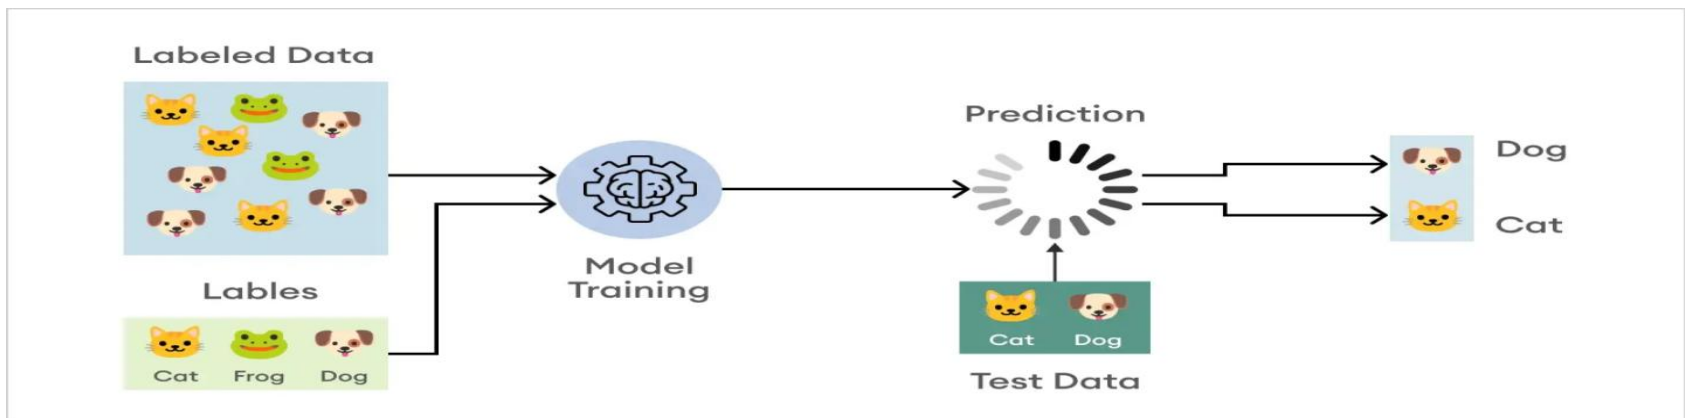 Labeled Data
Lables
Cat Frog Dog
Model
Training
Prediction
Cat Dog
Test Data
Dog
Cat